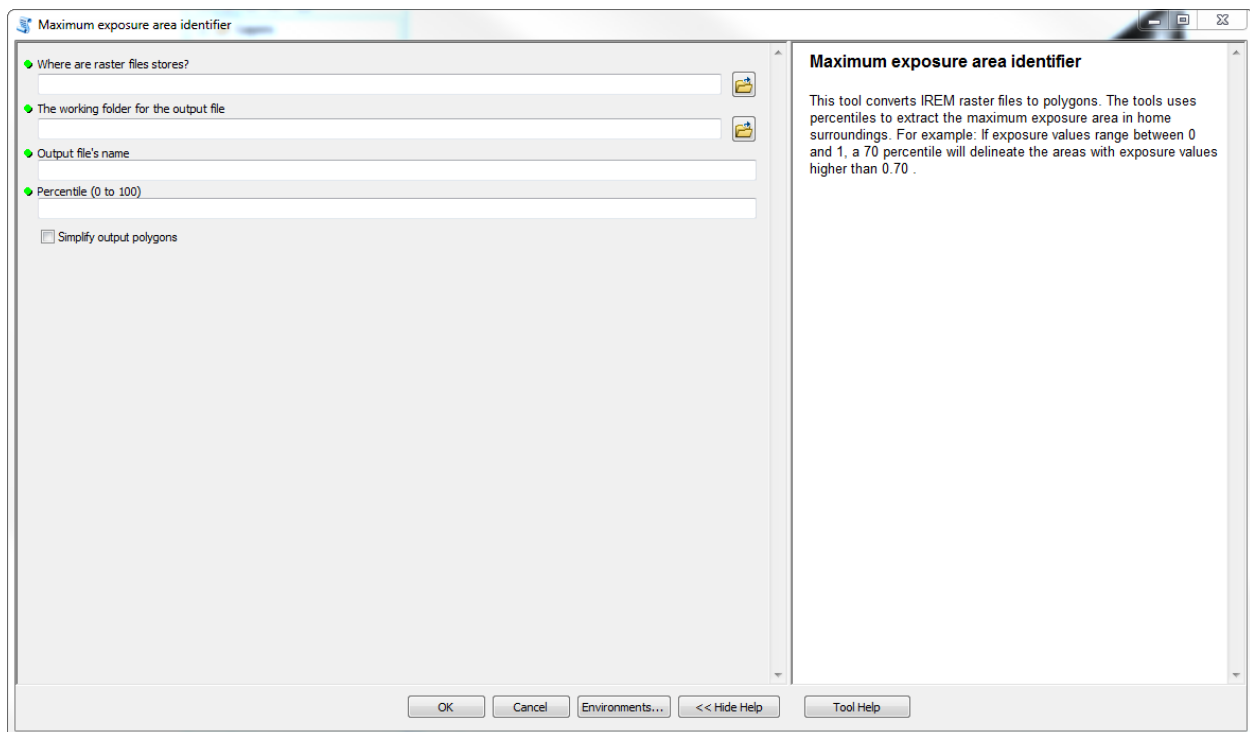 Maximum exposure area identifier
Where are raster files stores?
The working folder for the output file
Output file's name
Percentile (0 to 100)
Simplify output polygons
Maximum exposure area identifier
This tool converts IREM raster files to polygons. The tools uses
percentiles to extract the maximum exposure area in home
surroundings. For example: If exposure values range between 0
and 1, a 70 percentile will delineate the areas with exposure values
higher than 0.70 .
OK
Cancel
Environments...
<< Hide Help
Tool Help